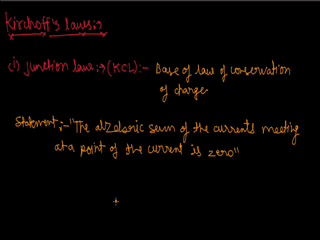 Kirchoff's laws:→
(i) junction law:→(KCL):- Base of law of conservation
of charge.
Statement:-"The alzebric sum of the currents meeting
at a point of the current is zero"